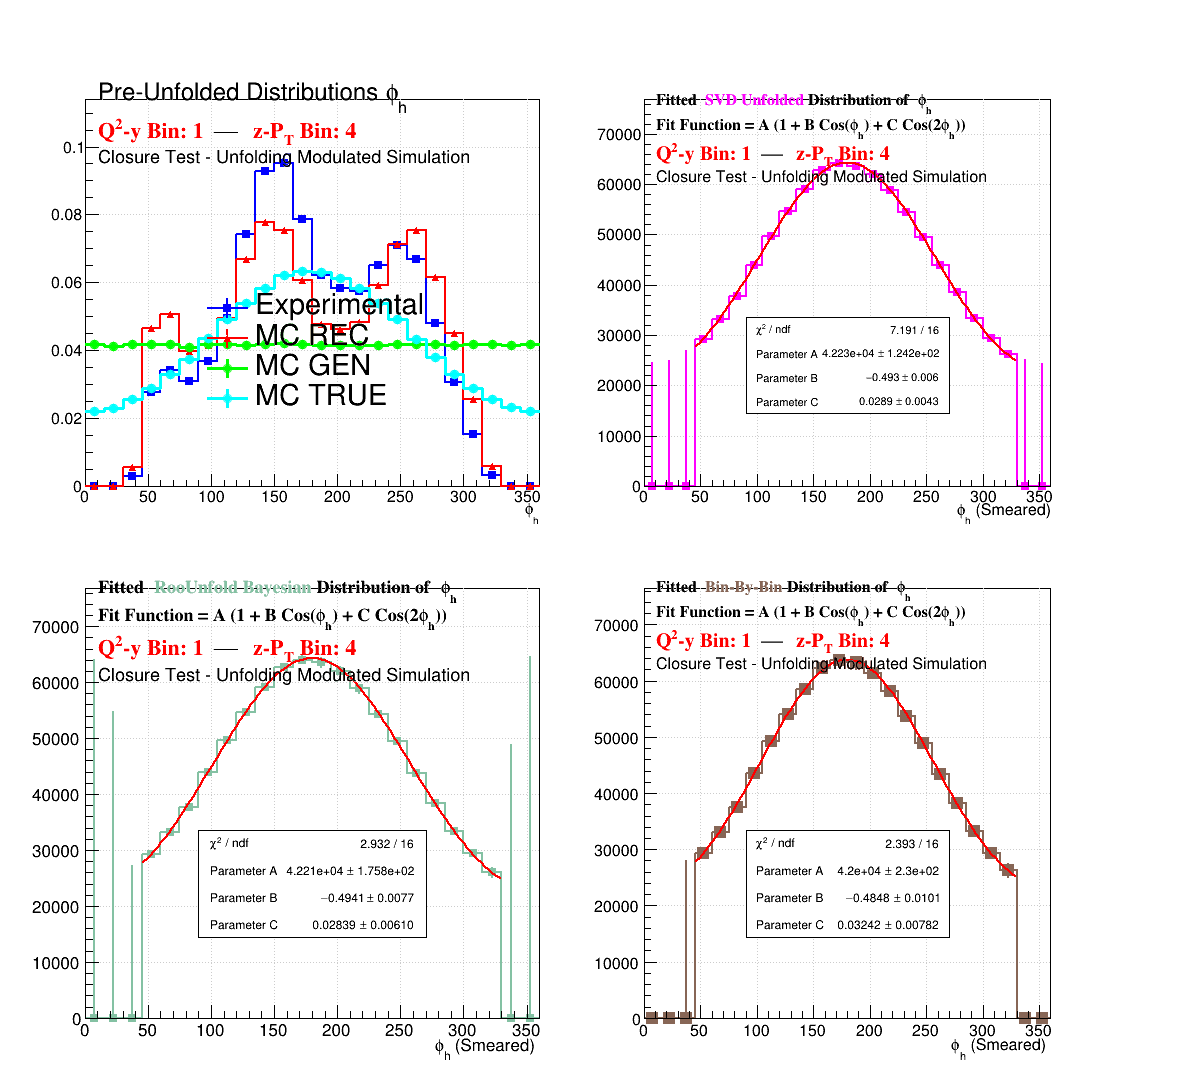 Pre-Unfolded Distributions ϕh
Q²-y Bin: 1 — z-PT Bin: 4
Closure Test - Unfolding Modulated Simulation
0.1
0.08
0.06
0.04
0.02
0
Experimental
MC REC
MC GEN
MC TRUE
0 50 100 150 200 250 300 350
ϕh
Fitted SVD Unfolded Distribution of ϕh
Fit Function = A (1 + B Cos(ϕh) + C Cos(2ϕh))
Q²-y Bin: 1 — z-PT Bin: 4
Closure Test - Unfolding Modulated Simulation
70000
60000
50000
40000
30000
20000
10000
0
χ² / ndf 7.191 / 16
Parameter A 4.223e+04 ± 1.242e+02
Parameter B −0.493 ± 0.006
Parameter C 0.0289 ± 0.0043
0 50 100 150 200 250 300 350
ϕh (Smeared)
Fitted RooUnfold Bayesian Distribution of ϕh
Fit Function = A (1 + B Cos(ϕh) + C Cos(2ϕh))
Q²-y Bin: 1 — z-PT Bin: 4
Closure Test - Unfolding Modulated Simulation
70000
60000
50000
40000
30000
20000
10000
0
χ² / ndf 2.932 / 16
Parameter A 4.221e+04 ± 1.758e+02
Parameter B −0.4941 ± 0.0077
Parameter C 0.02839 ± 0.00610
0 50 100 150 200 250 300 350
ϕh (Smeared)
Fitted Bin-By-Bin Distribution of ϕh
Fit Function = A (1 + B Cos(ϕh) + C Cos(2ϕh))
Q²-y Bin: 1 — z-PT Bin: 4
Closure Test - Unfolding Modulated Simulation
70000
60000
50000
40000
30000
20000
10000
0
χ² / ndf 2.393 / 16
Parameter A 4.2e+04 ± 2.3e+02
Parameter B −0.4848 ± 0.0101
Parameter C 0.03242 ± 0.00782
0 50 100 150 200 250 300 350
ϕh (Smeared)